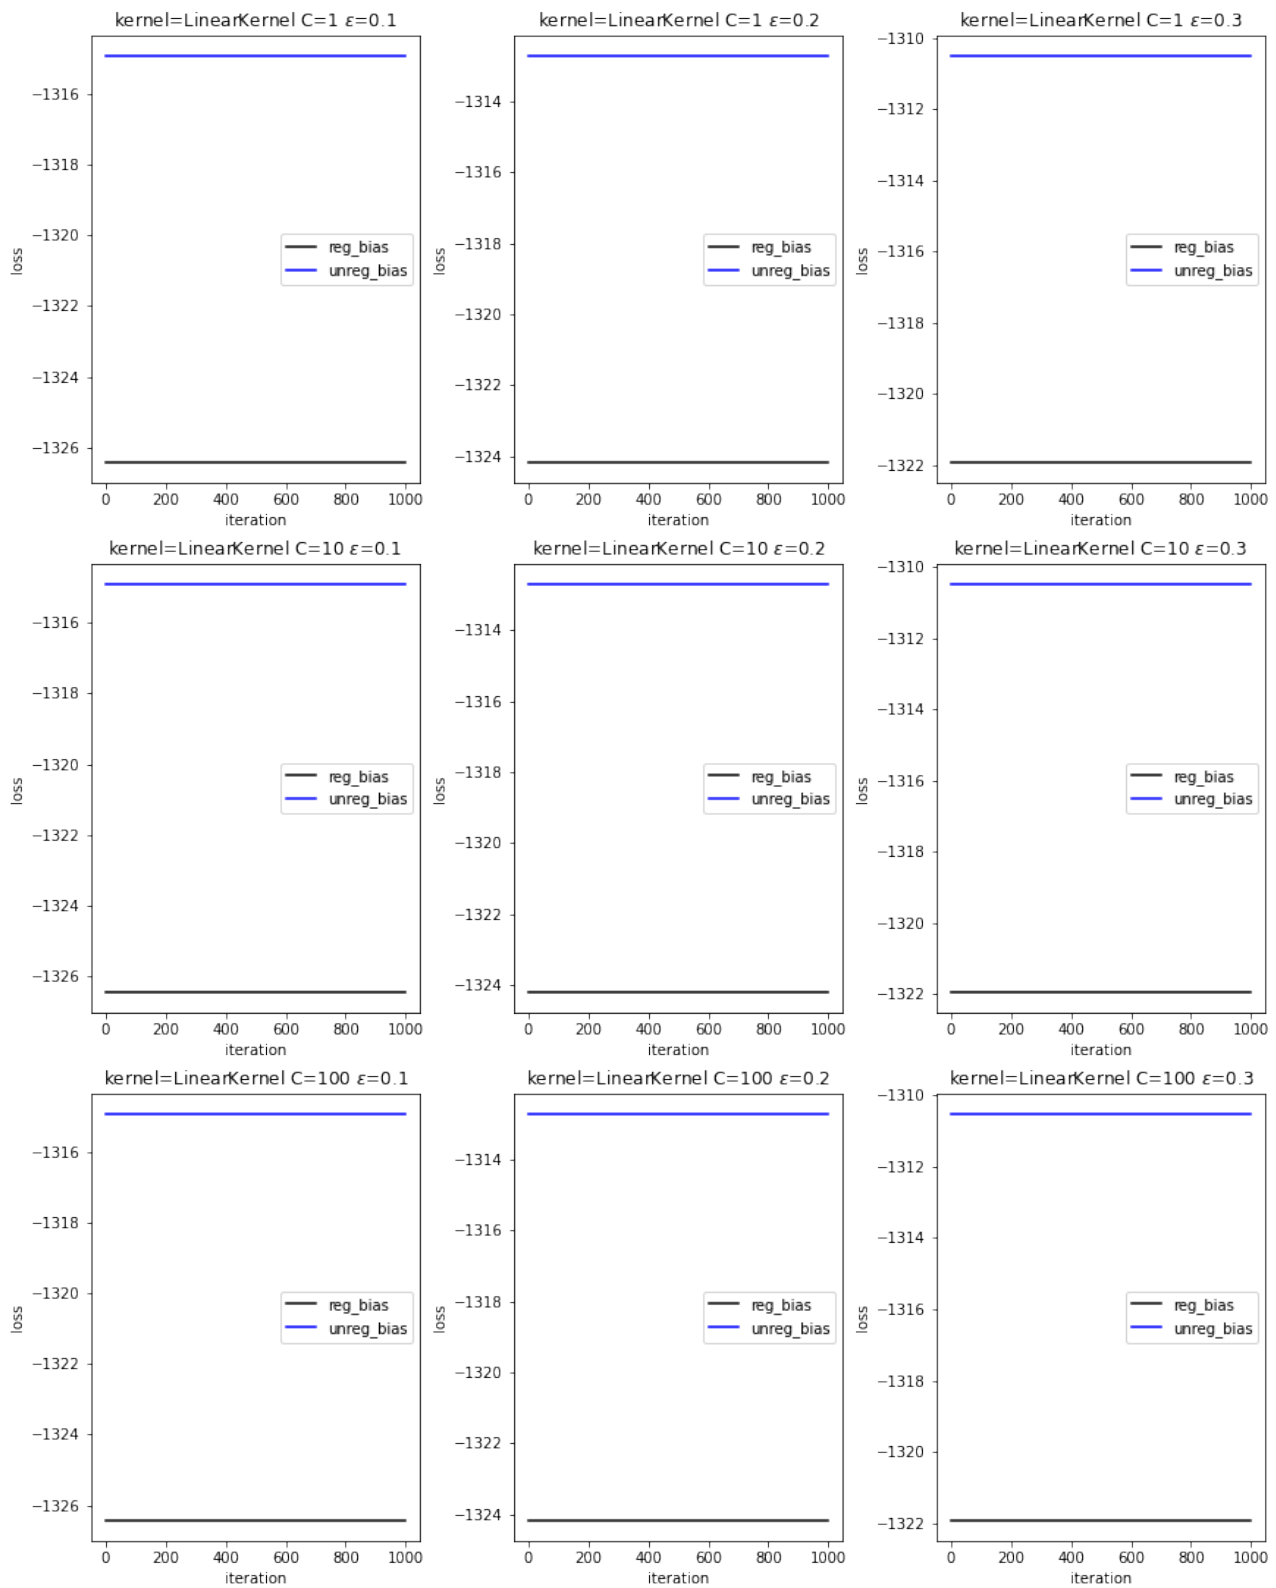 kernel=LinearKernel C=1 ε=0.1
−1316
−1318
−1320
−1322
−1324
−1326
loss
reg_bias
unreg_bias
0 200 400 600 800 1000
iteration
kernel=LinearKernel C=1 ε=0.2
−1314
−1316
−1318
−1320
−1322
−1324
loss
reg_bias
unreg_bias
0 200 400 600 800 1000
iteration
kernel=LinearKernel C=1 ε=0.3
−1310
−1312
−1314
−1316
−1318
−1320
−1322
loss
reg_bias
unreg_bias
0 200 400 600 800 1000
iteration
kernel=LinearKernel C=10 ε=0.1
−1316
−1318
−1320
−1322
−1324
−1326
loss
reg_bias
unreg_bias
0 200 400 600 800 1000
iteration
kernel=LinearKernel C=10 ε=0.2
−1314
−1316
−1318
−1320
−1322
−1324
loss
reg_bias
unreg_bias
0 200 400 600 800 1000
iteration
kernel=LinearKernel C=10 ε=0.3
−1310
−1312
−1314
−1316
−1318
−1320
−1322
loss
reg_bias
unreg_bias
0 200 400 600 800 1000
iteration
kernel=LinearKernel C=100 ε=0.1
−1316
−1318
−1320
−1322
−1324
−1326
loss
reg_bias
unreg_bias
0 200 400 600 800 1000
iteration
kernel=LinearKernel C=100 ε=0.2
−1314
−1316
−1318
−1320
−1322
−1324
loss
reg_bias
unreg_bias
0 200 400 600 800 1000
iteration
kernel=LinearKernel C=100 ε=0.3
−1310
−1312
−1314
−1316
−1318
−1320
−1322
loss
reg_bias
unreg_bias
0 200 400 600 800 1000
iteration